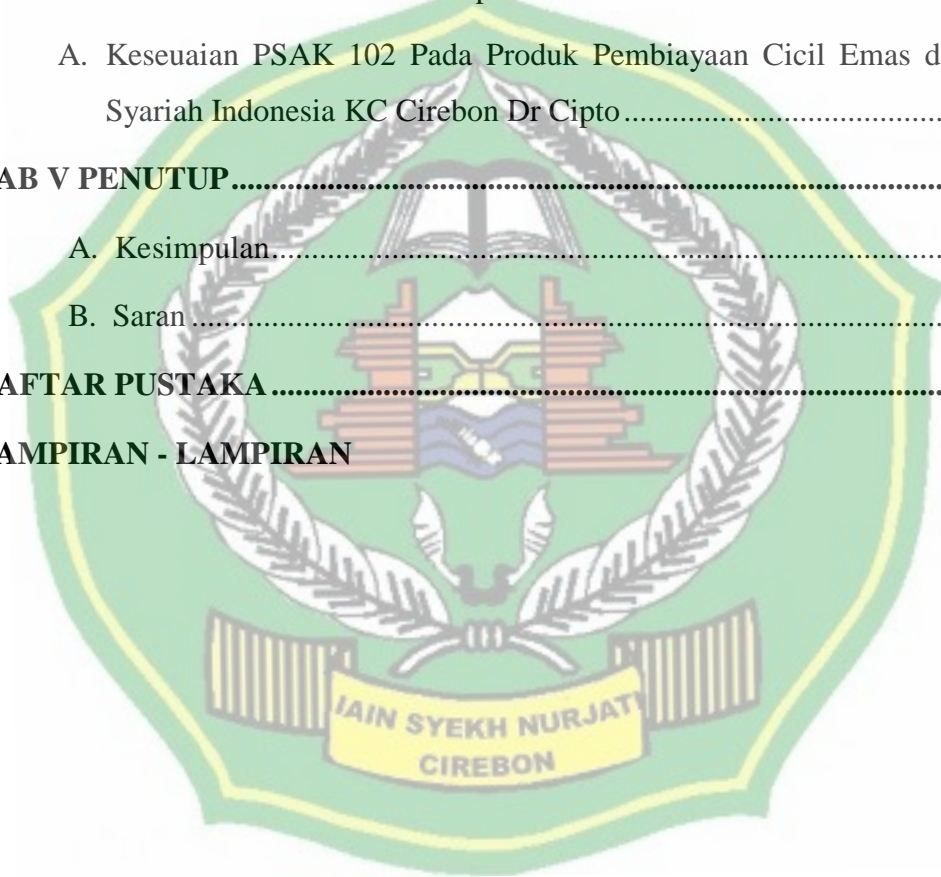 A. Keseuaian PSAK 102 Pada Produk Pembiayaan Cicil Emas d
Syariah Indonesia KC Cirebon Dr Cipto
AB V PENUTUP
A. Kesimpulan
B. Saran
AFTAR PUSTAKA
AMPIRAN - LAMPIRAN
IAIN SYEKH NURJATI
CIREBON